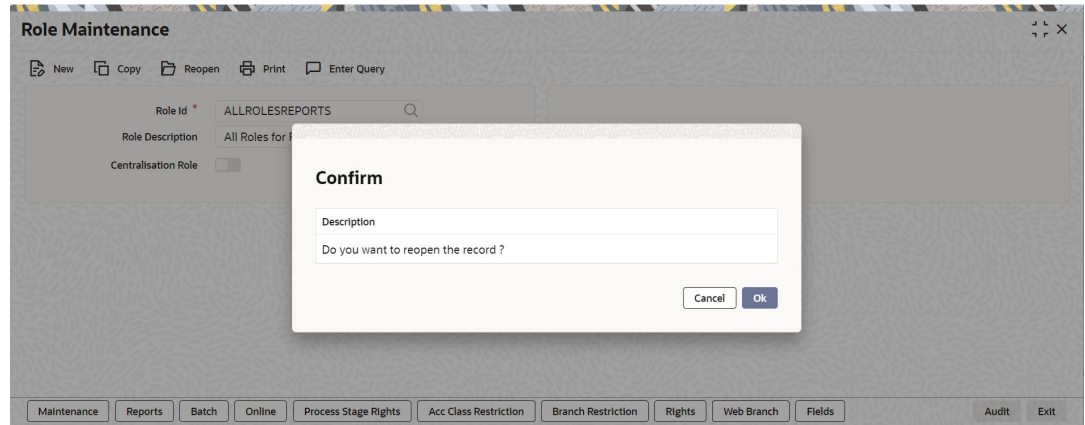 Role Maintenance
New Copy Reopen Print Enter Query
Role Id * ALLROLESREPORTS
Role Description All Roles for
Centralisation Role
Confirm
Description
Do you want to reopen the record ?
Cancel Ok
Maintenance Reports Batch Online Process Stage Rights Acc Class Restriction Branch Restriction Rights Web Branch Fields Audit Exit